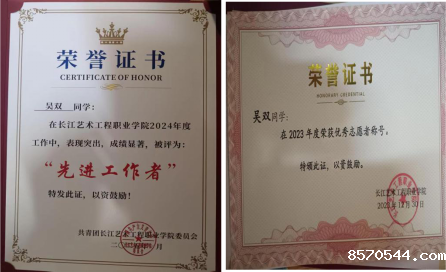 荣誉证书
CERTIFICATE OF HONOR
吴双 同学：
在长江艺术工程职业学院2024年度
工作中，表现突出，成绩显著，被评为：
“先进工作者”
特发此证，以资鼓励！
共青团长江艺术工程职业学院委员会
荣誉证书
HONORARY CREDENTIAL
吴双同学：
在2023年度荣获优秀志愿者称号。
特颁此证，以资鼓励。
长江艺术工程职业学院
8570544.com